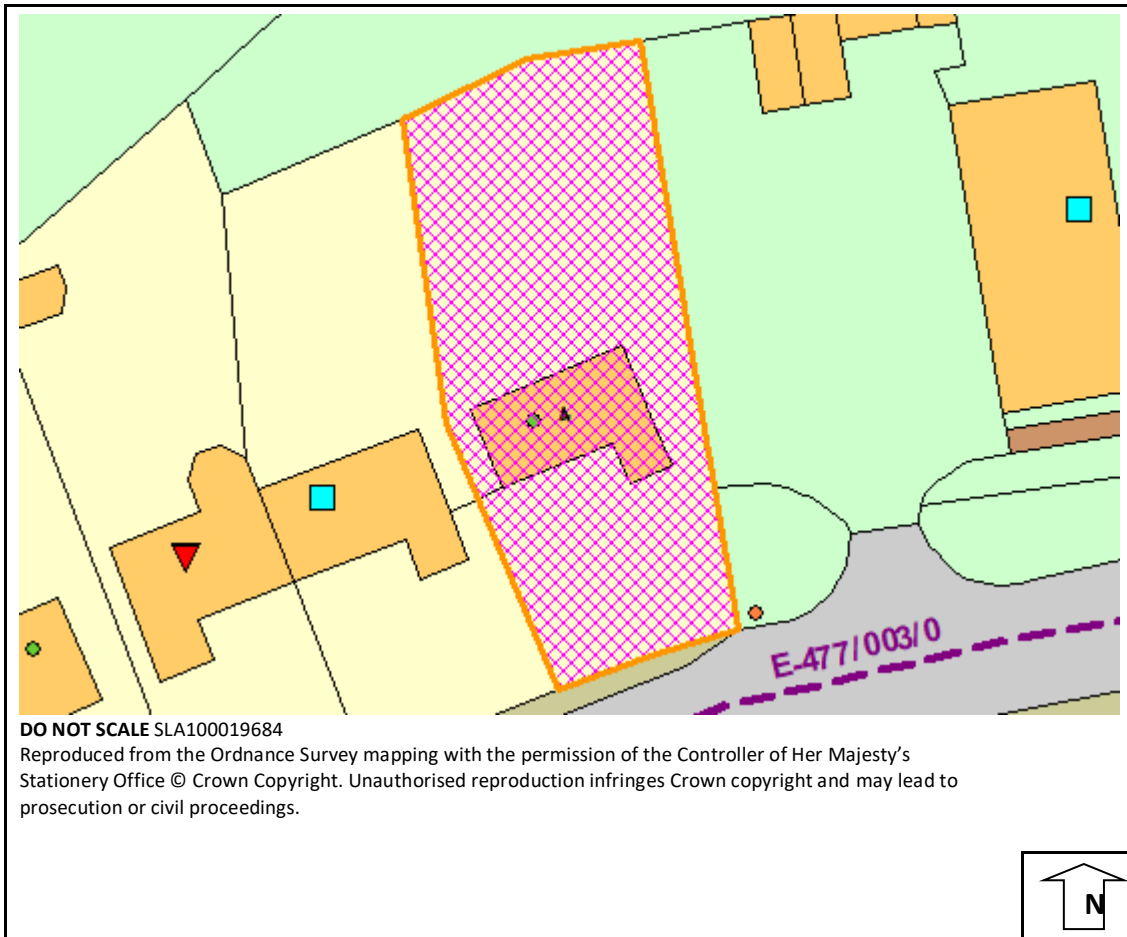 4
E-477/003/0
DO NOT SCALE SLA100019684
Reproduced from the Ordnance Survey mapping with the permission of the Controller of Her Majesty’s
Stationery Office © Crown Copyright. Unauthorised reproduction infringes Crown copyright and may lead to
prosecution or civil proceedings.
N